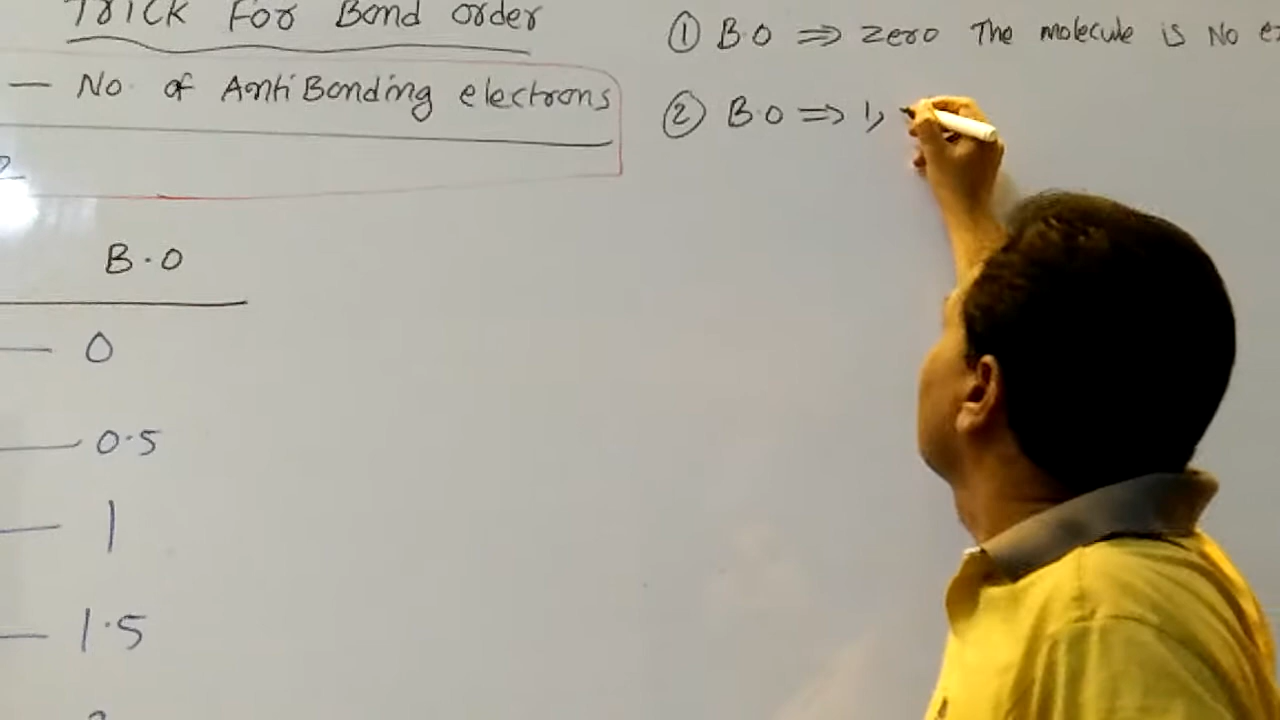 TRICK FOR Bond order
— No. of AntiBonding electrons
2
B.O
— 0
— 0.5
— 1
— 1.5
① B.O ⇒ zero The molecule is No
② B.O ⇒ 1,